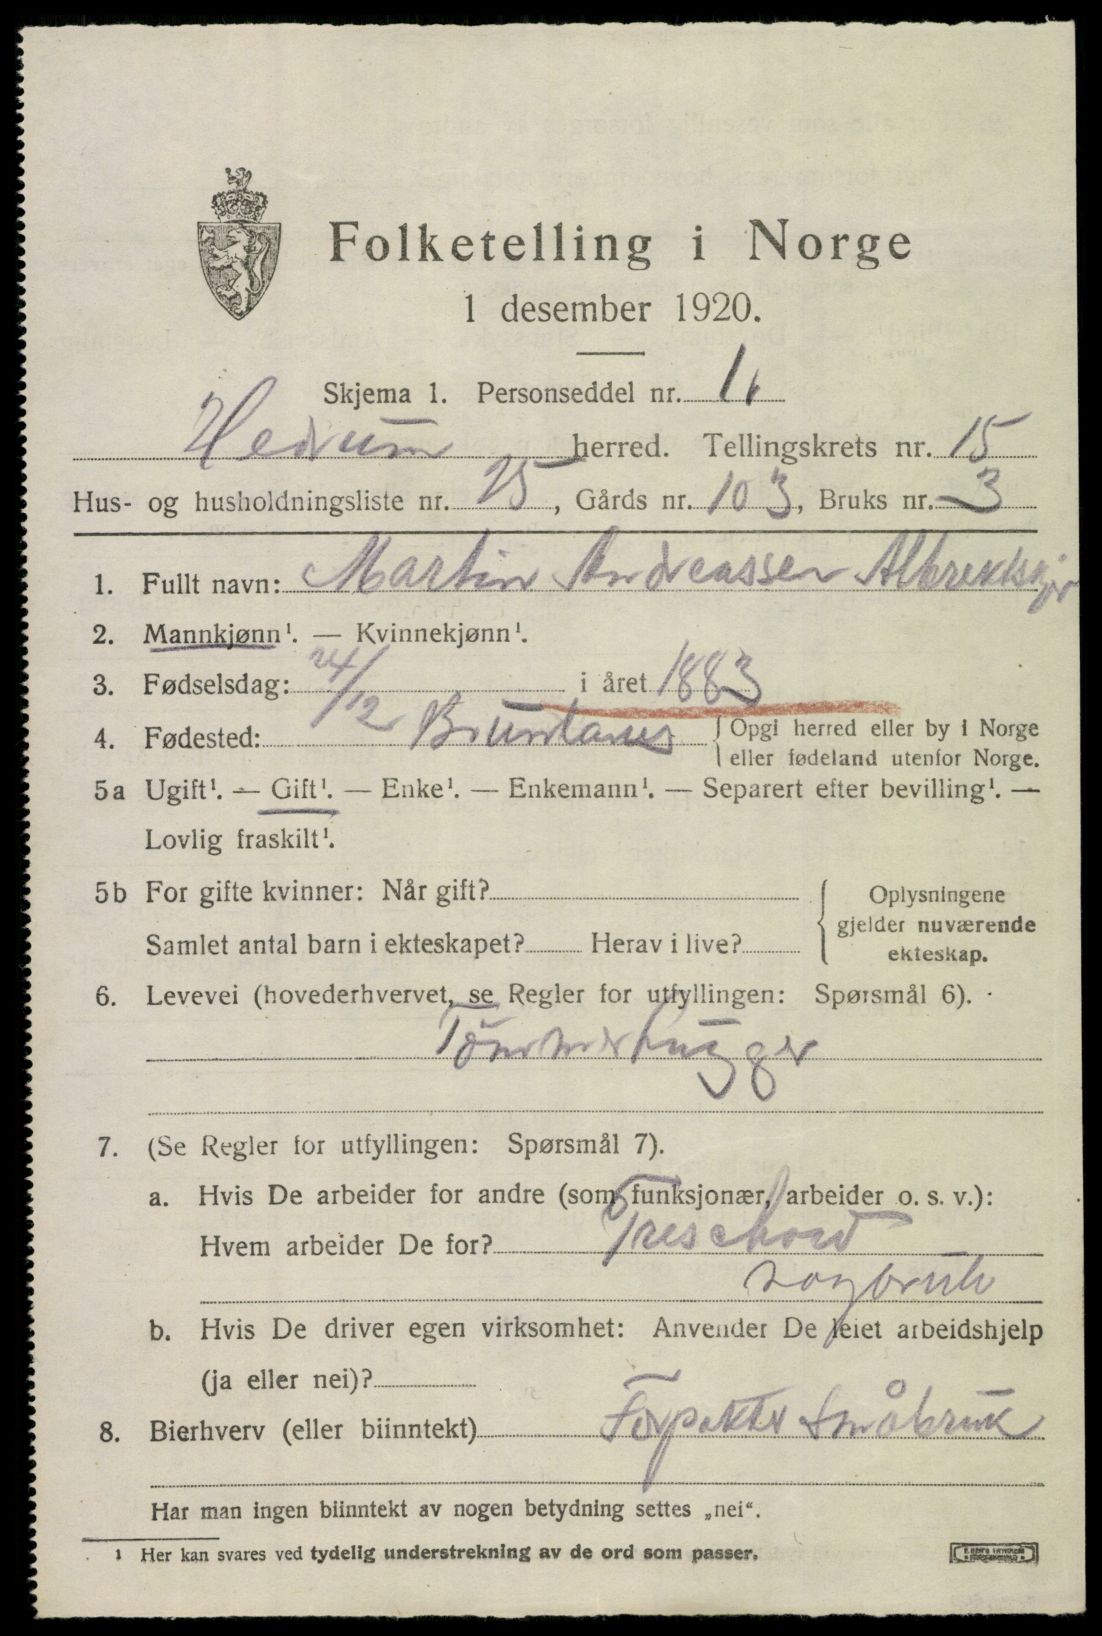 Folketelling i Norge
1 desember 1920.
Skjema 1. Personseddel nr. 1
Hedrum herred. Tellingskrets nr. 15
Hus- og husholdningsliste nr. 25, Gårds nr. 103, Bruks nr. 3
1. Fullt navn: Martin Andreassen
2. Mannkjønn¹. — Kvinnekjønn¹.
3. Fødselsdag: 24/12 i året 1883
4. Fødested: Brunlanes { Opgi herred eller by i Norge
eller fødeland utenfor Norge.
5a Ugift¹. — Gift¹. — Enke¹. — Enkemann¹. — Separert efter bevilling¹. —
Lovlig fraskilt¹.
5b For gifte kvinner: Når gift?
Samlet antal barn i ekteskapet? Herav i live?
Oplysningene
gjelder nuværende
ekteskap.
6. Levevei (hovederhvervet, se Regler for utfyllingen: Spørsmål 6).
Tømmerhugger
7. (Se Regler for utfyllingen: Spørsmål 7).
a. Hvis De arbeider for andre (som funksjonær, arbeider o. s. v.):
Hvem arbeider De for? Treschow
b. Hvis De driver egen virksomhet: Anvender De leiet arbeidshjelp
(ja eller nei)?
8. Bierhverv (eller biinntekt) Forpakter Småbruk
Har man ingen biinntekt av nogen betydning settes „nei“.
¹ Her kan svares ved tydelig understrekning av de ord som passer.